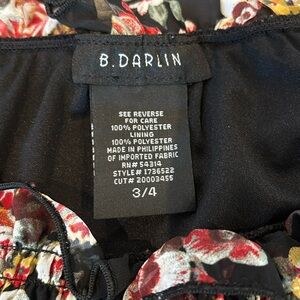 B.DARLIN
SEE REVERSE
FOR CARE
100% POLYESTER
LINING
100% POLYESTER
MADE IN PHILIPPINES
OF IMPORTED FABRIC
RN# 54314
STYLE# 1736522
CUT# 20003455
3/4